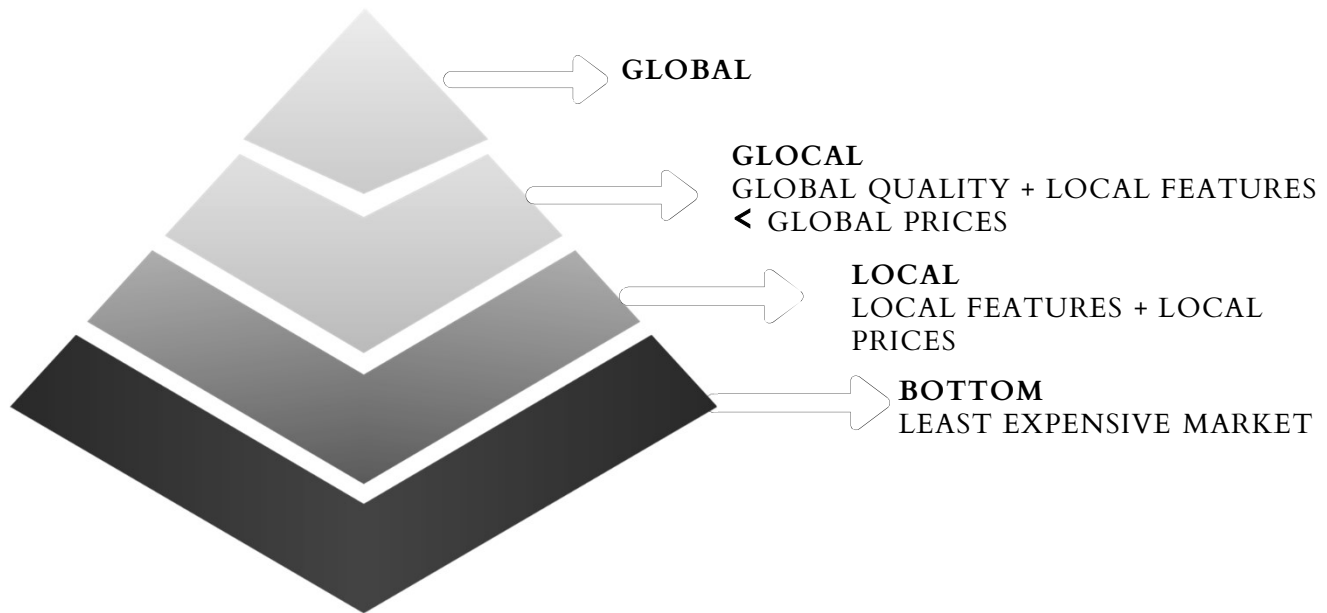 GLOBAL
GLOCAL
GLOBAL QUALITY + LOCAL FEATURES
< GLOBAL PRICES
LOCAL
LOCAL FEATURES + LOCAL
PRICES
BOTTOM
LEAST EXPENSIVE MARKET